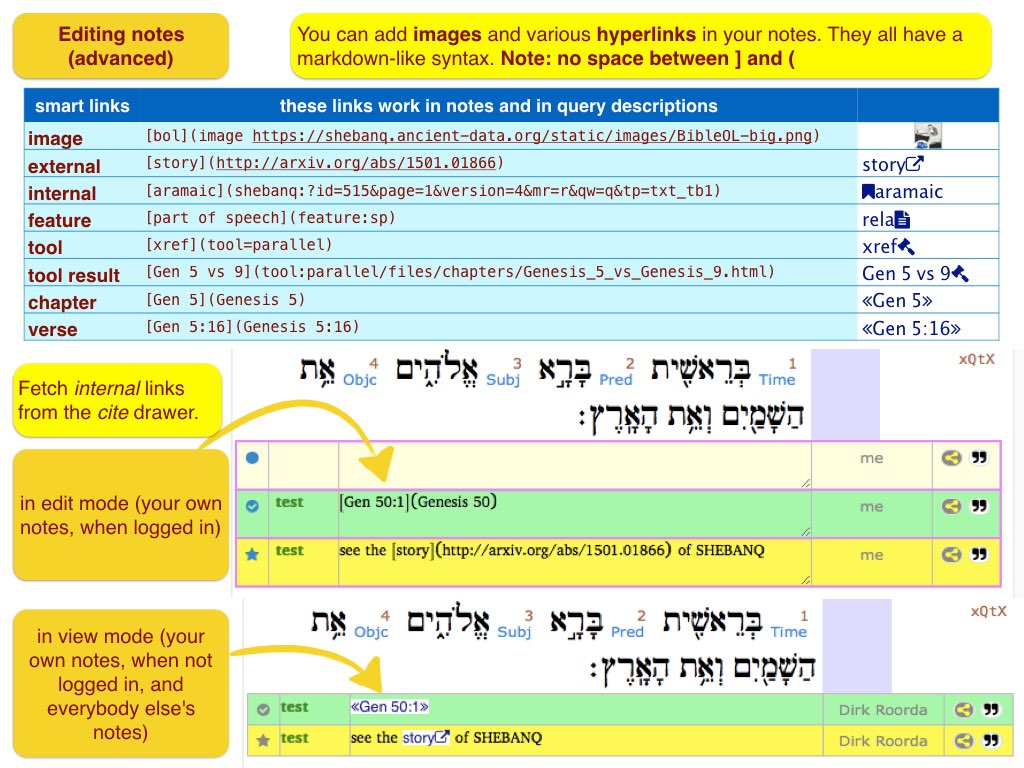 Editing notes
(advanced)
You can add images and various hyperlinks in your notes. They all have a
markdown-like syntax. Note: no space between ] and (
smart links these links work in notes and in query descriptions
image [bol](image https://shebanq.ancient-data.org/static/images/BibleOL-big.png)
external [story](http://arxiv.org/abs/1501.01866) story
internal [aramaic](shebanq:?id=515&page=1&version=4&mr=r&qw=q&tp=txt_tb1) aramaic
feature [part of speech](feature:sp) rela
tool [xref](tool=parallel) xref
tool result [Gen 5 vs 9](tool:parallel/files/chapters/Genesis_5_vs_Genesis_9.html) Gen 5 vs 9
chapter [Gen 5](Genesis 5) «Gen 5»
verse [Gen 5:16](Genesis 5:16) «Gen 5:16»
Fetch internal links
from the cite drawer.
xQtX
1 Time בְּרֵאשִׁ֖ית 2 Pred בָּרָ֣א 3 Subj אֱלֹהִ֑ים 4 Objc אֵ֥ת
הַשָּׁמַ֖יִם וְאֵ֥ת הָאָֽרֶץ׃
me
in edit mode (your own
notes, when logged in)
test [Gen 50:1](Genesis 50) me
test see the [story](http://arxiv.org/abs/1501.01866) of SHEBANQ me
in view mode (your
own notes, when not
logged in, and
everybody else's
notes)
xQtX
1 Time בְּרֵאשִׁ֖ית 2 Pred בָּרָ֣א 3 Subj אֱלֹהִ֑ים 4 Objc אֵ֥ת
הַשָּׁמַ֖יִם וְאֵ֥ת הָאָֽרֶץ׃
test «Gen 50:1» Dirk Roorda
test see the story of SHEBANQ Dirk Roorda